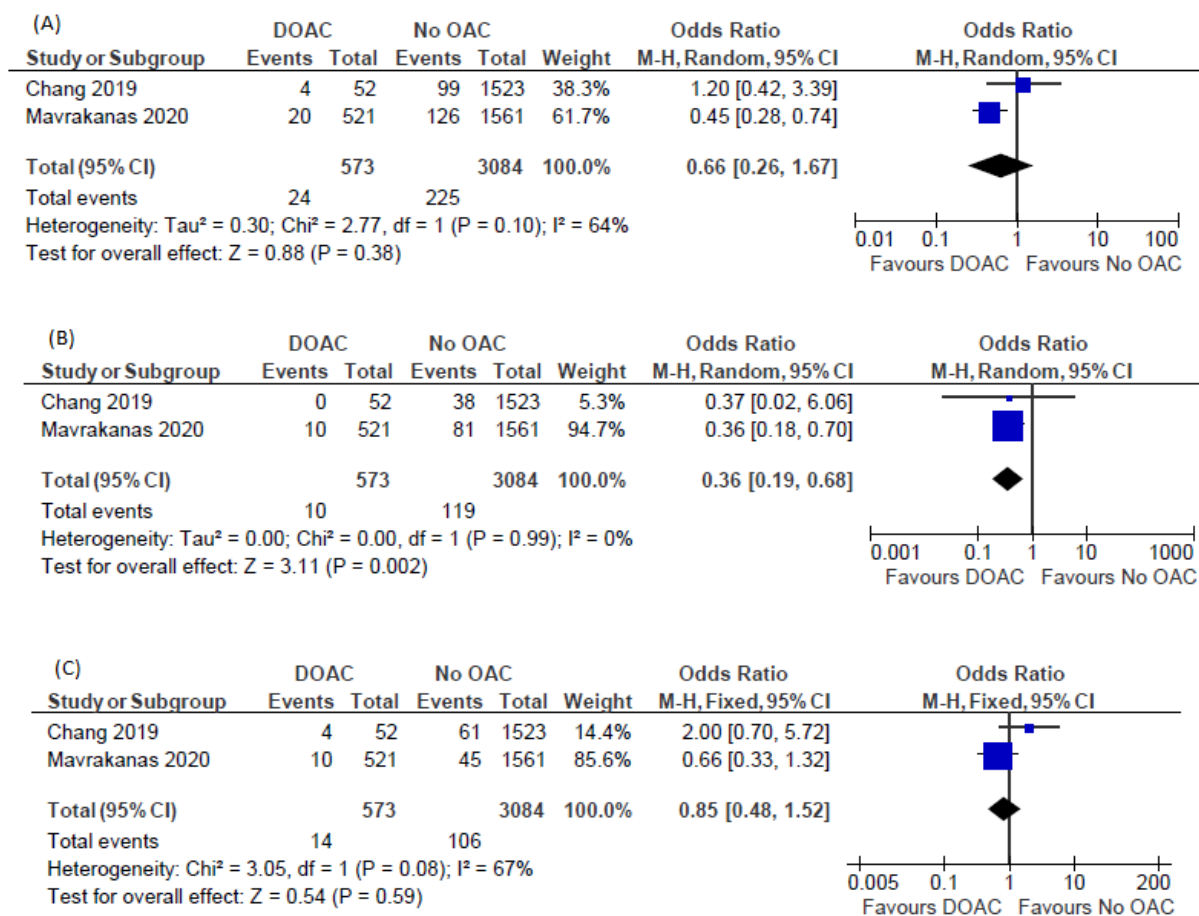 (A)
DOAC No OAC Odds Ratio Odds Ratio
Study or Subgroup Events Total Events Total Weight M-H, Random, 95% CI M-H, Random, 95% CI
Chang 2019 4 52 99 1523 38.3% 1.20 [0.42, 3.39]
Mavrakanas 2020 20 521 126 1561 61.7% 0.45 [0.28, 0.74]
Total (95% CI) 573 3084 100.0% 0.66 [0.26, 1.67]
Total events 24 225
Heterogeneity: Tau² = 0.30; Chi² = 2.77, df = 1 (P = 0.10); I² = 64%
Test for overall effect: Z = 0.88 (P = 0.38)
0.01 0.1 1 10 100
Favours DOAC Favours No OAC
(B)
DOAC No OAC Odds Ratio Odds Ratio
Study or Subgroup Events Total Events Total Weight M-H, Random, 95% CI M-H, Random, 95% CI
Chang 2019 0 52 38 1523 5.3% 0.37 [0.02, 6.06]
Mavrakanas 2020 10 521 81 1561 94.7% 0.36 [0.18, 0.70]
Total (95% CI) 573 3084 100.0% 0.36 [0.19, 0.68]
Total events 10 119
Heterogeneity: Tau² = 0.00; Chi² = 0.00, df = 1 (P = 0.99); I² = 0%
Test for overall effect: Z = 3.11 (P = 0.002)
0.001 0.1 1 10 1000
Favours DOAC Favours No OAC
(C)
DOAC No OAC Odds Ratio Odds Ratio
Study or Subgroup Events Total Events Total Weight M-H, Fixed, 95% CI M-H, Fixed, 95% CI
Chang 2019 4 52 61 1523 14.4% 2.00 [0.70, 5.72]
Mavrakanas 2020 10 521 45 1561 85.6% 0.66 [0.33, 1.32]
Total (95% CI) 573 3084 100.0% 0.85 [0.48, 1.52]
Total events 14 106
Heterogeneity: Chi² = 3.05, df = 1 (P = 0.08); I² = 67%
Test for overall effect: Z = 0.54 (P = 0.59)
0.005 0.1 1 10 200
Favours DOAC Favours No OAC